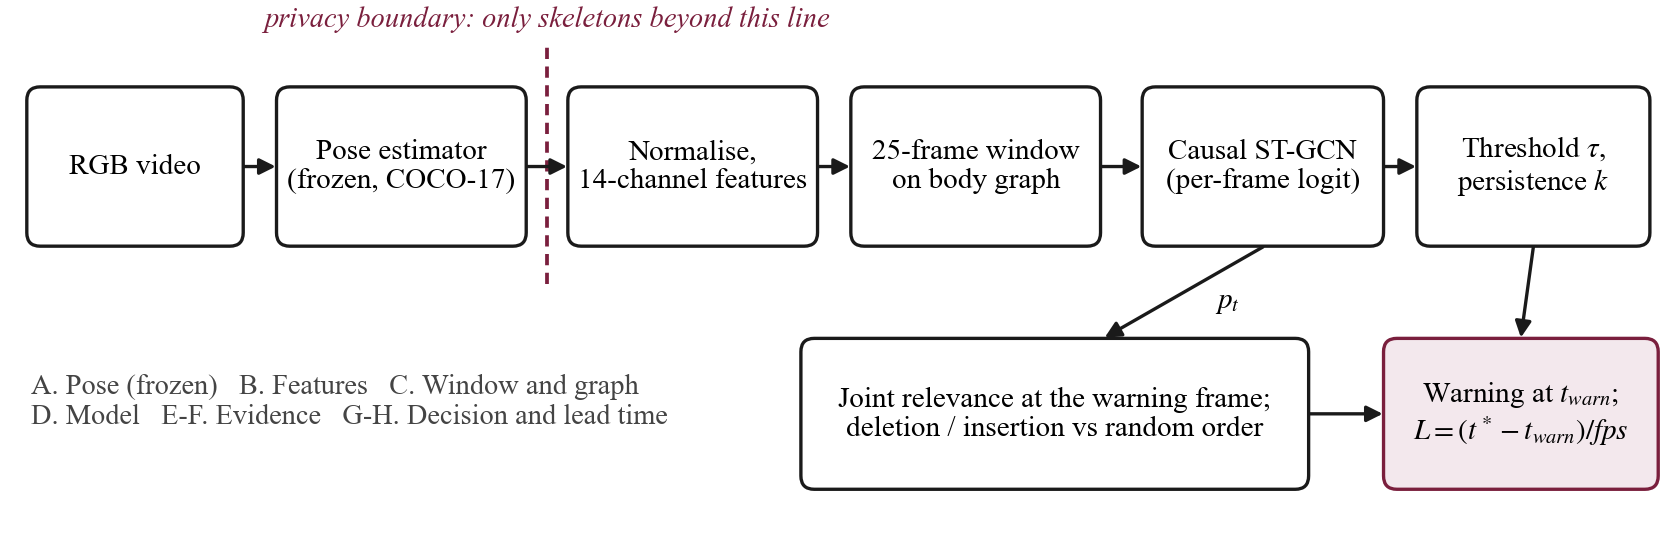 privacy boundary: only skeletons beyond this line
RGB video
Pose estimator
(frozen, COCO-17)
Normalise,
14-channel features
25-frame window
on body graph
Causal ST-GCN
(per-frame logit)
Threshold τ,
persistence k
p_t
A. Pose (frozen)   B. Features   C. Window and graph
D. Model   E-F. Evidence   G-H. Decision and lead time
Joint relevance at the warning frame;
deletion / insertion vs random order
Warning at t_warn;
L = (t* − t_warn)/fps